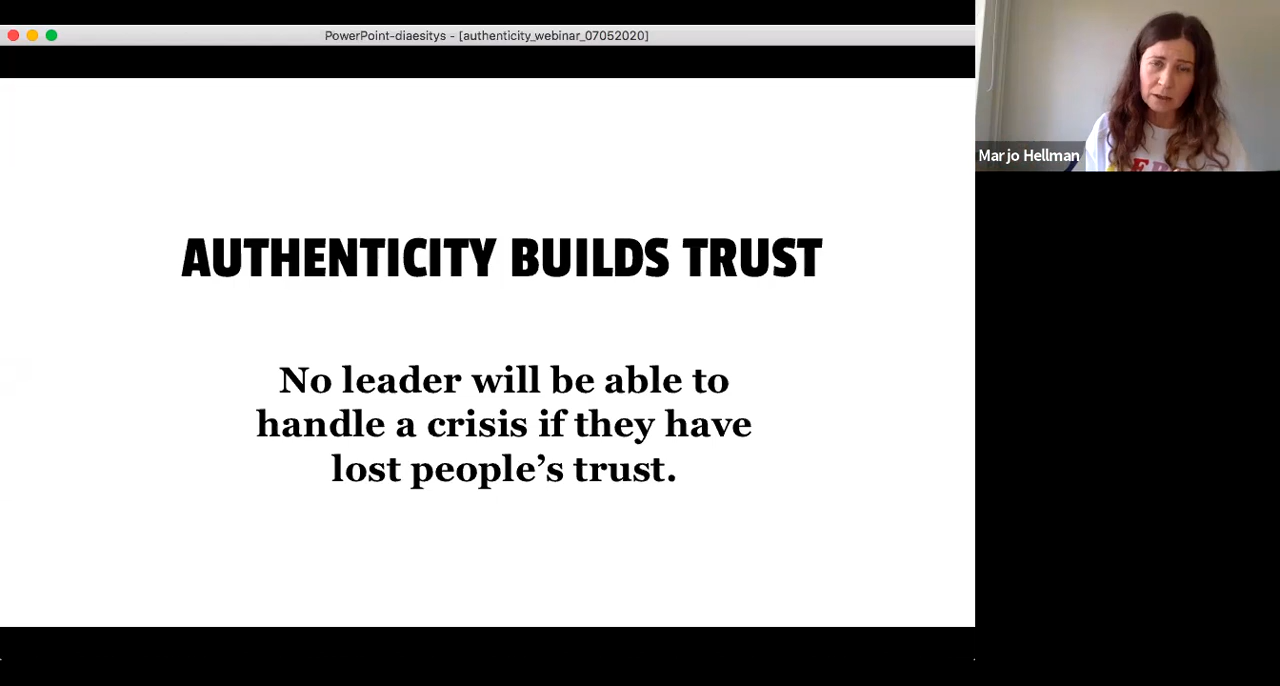 PowerPoint-diaesitys - [authenticity_webinar_07052020]
Marjo Hellman
AUTHENTICITY BUILDS TRUST
No leader will be able to
handle a crisis if they have
lost people’s trust.